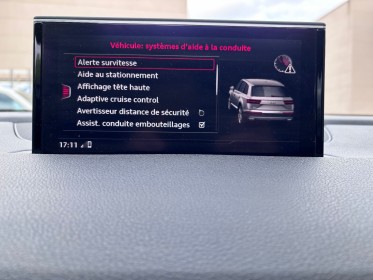 Véhicule: systèmes d'aide à la conduite
Alerte survitesse
Aide au stationnement
Affichage tête haute
Adaptive cruise control
Avertisseur distance de sécurité
Assist. conduite embouteillages
17:11